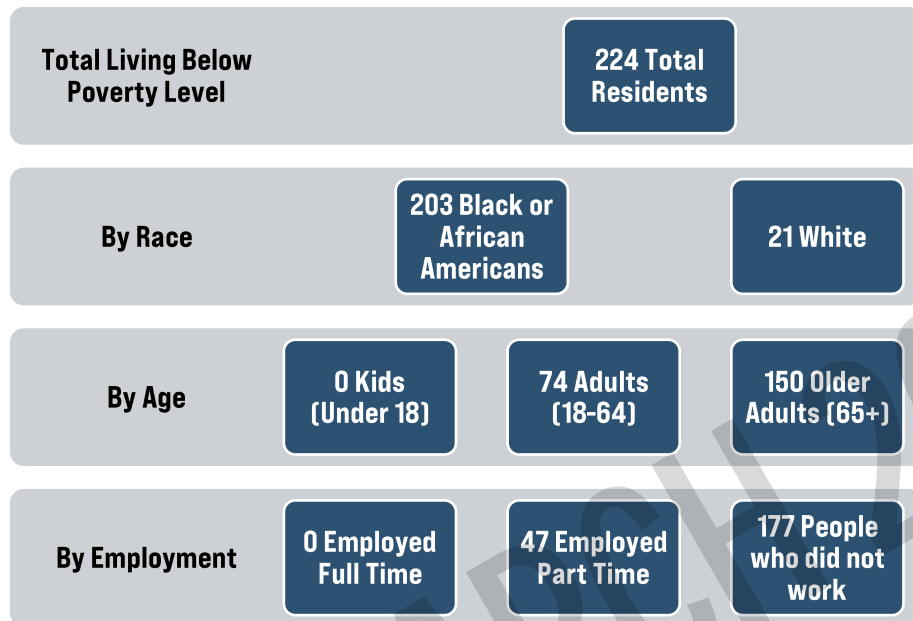 Total Living Below
Poverty Level
224 Total
Residents
By Race
203 Black or
African
Americans
21 White
By Age
0 Kids
(Under 18)
74 Adults
(18-64)
150 Older
Adults (65+)
By Employment
0 Employed
Full Time
47 Employed
Part Time
177 People
who did not
work